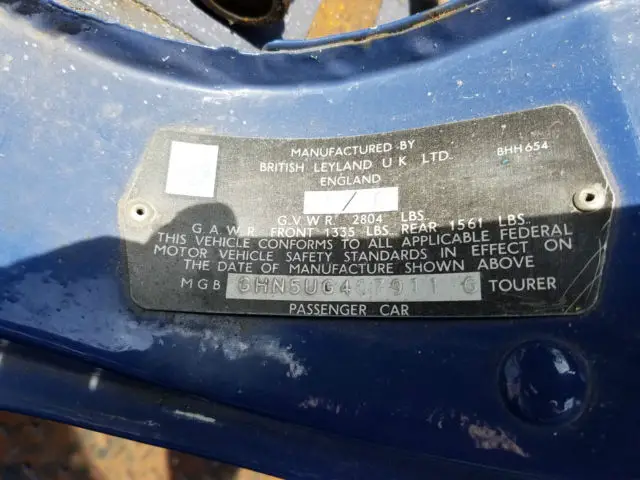 MANUFACTURED BY
BRITISH LEYLAND U K LTD.
BHH 654
ENGLAND
/
G.V.W R. 2804 LBS.
G.A.W.R. FRONT 1335 LBS. REAR 1561 LBS.
THIS VEHICLE CONFORMS TO ALL APPLICABLE FEDERAL
MOTOR VEHICLE SAFETY STANDARDS IN EFFECT ON
THE DATE OF MANUFACTURE SHOWN ABOVE
MGB TOURER
PASSENGER CAR